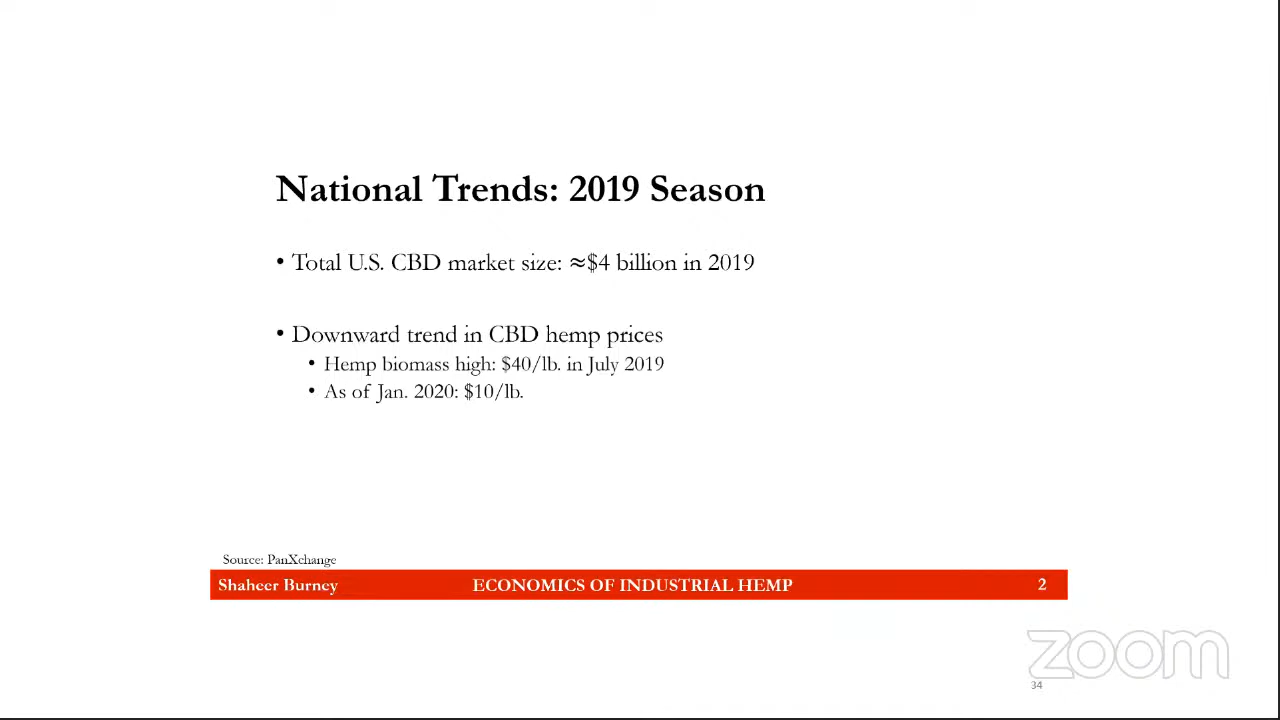 National Trends: 2019 Season
• Total U.S. CBD market size: ≈$4 billion in 2019
• Downward trend in CBD hemp prices
• Hemp biomass high: $40/lb. in July 2019
• As of Jan. 2020: $10/lb.
Source: PanXchange
Shaheer Burney ECONOMICS OF INDUSTRIAL HEMP 2
zoom
34